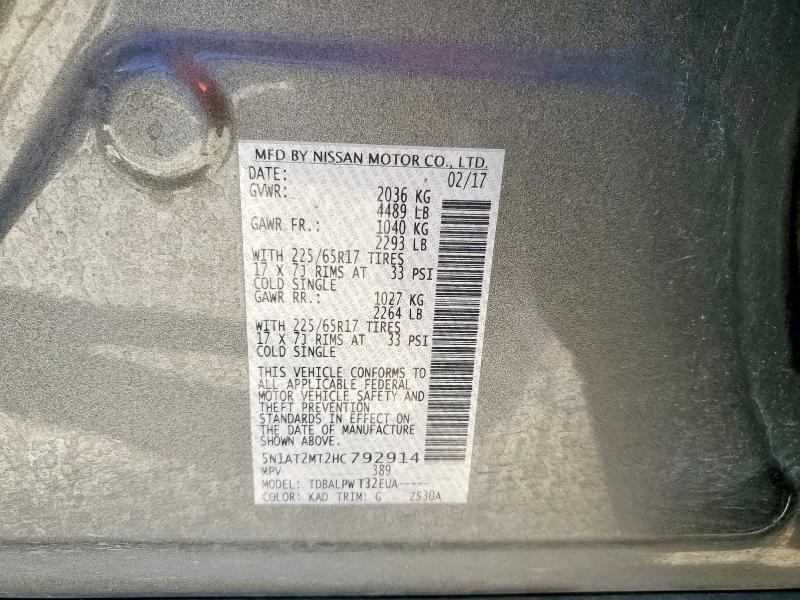 MFD BY NISSAN MOTOR CO., LTD.
DATE: 02/17
GVWR: 2036 KG
4489 LB
GAWR FR.: 1040 KG
2293 LB
WITH 225/65R17 TIRES
17 X 7J RIMS AT 33 PSI
COLD SINGLE
GAWR RR.: 1027 KG
2264 LB
WITH 225/65R17 TIRES
17 X 7J RIMS AT 33 PSI
COLD SINGLE
THIS VEHICLE CONFORMS TO
ALL APPLICABLE FEDERAL
MOTOR VEHICLE SAFETY AND
THEFT PREVENTION
STANDARDS IN EFFECT ON
THE DATE OF MANUFACTURE
SHOWN ABOVE.
5N1AT2MT2HC792914
MPV 389
MODEL: TDBALPWT32EUA-----
COLOR: KAD TRIM: G 2S30A